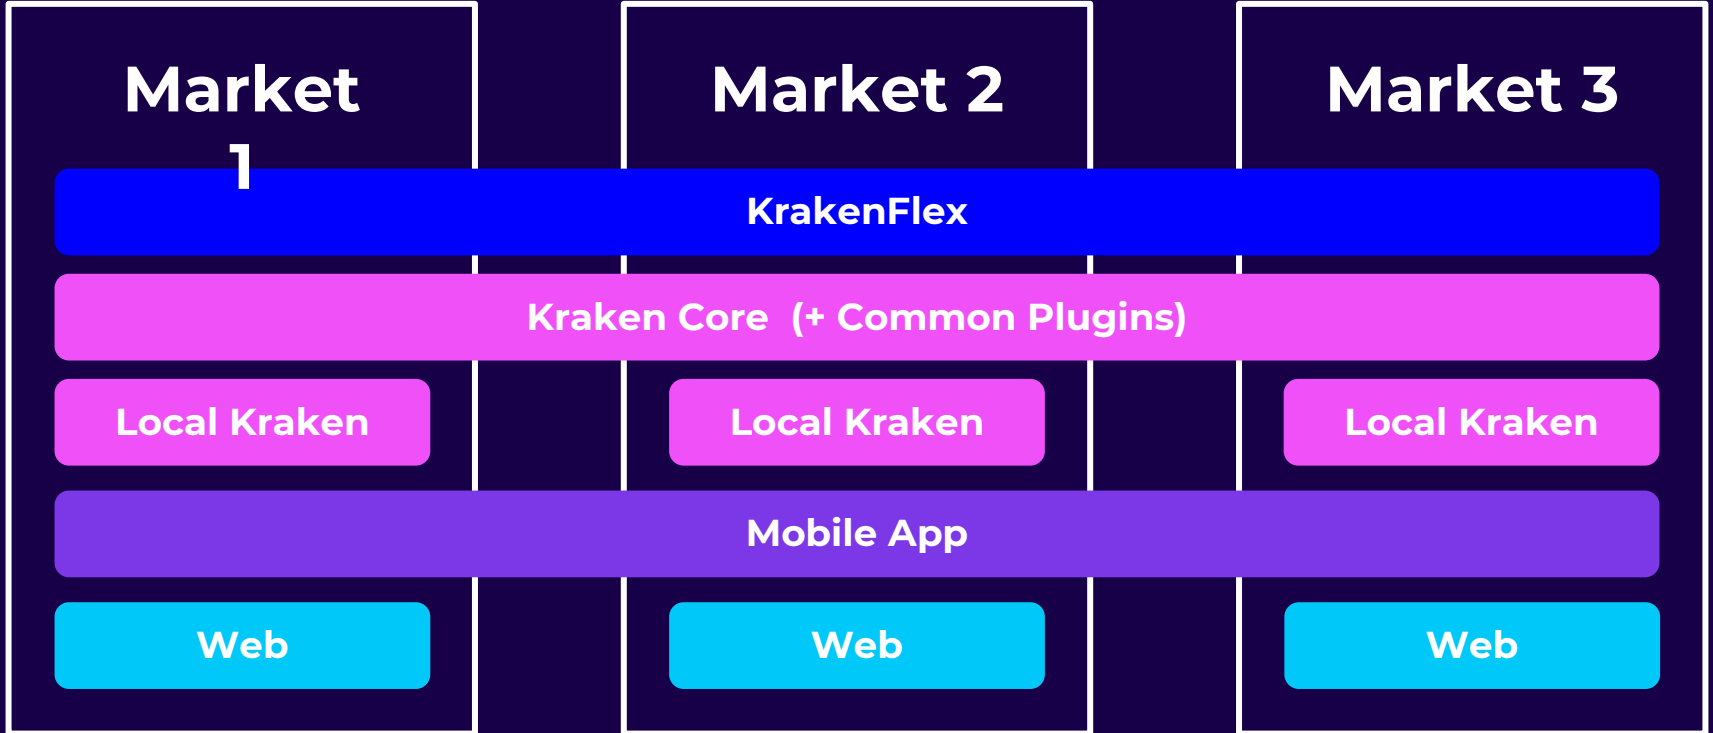 Market
1
Market 2
Market 3
KrakenFlex
Kraken Core  (+ Common Plugins)
Local Kraken
Local Kraken
Local Kraken
Mobile App
Web
Web
Web